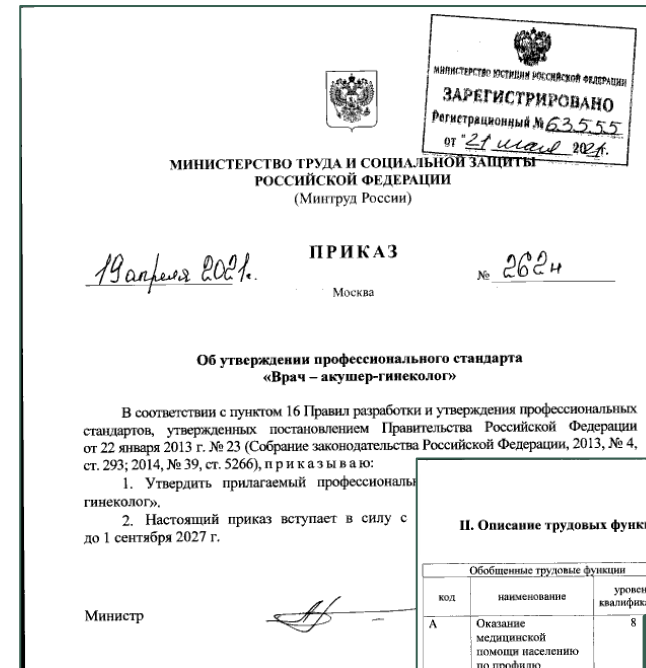 МИНИСТЕРСТВО ЮСТИЦИИ РОССИЙСКОЙ ФЕДЕРАЦИИ
ЗАРЕГИСТРИРОВАНО
Регистрационный № 63555
от "21 мая 2021.
МИНИСТЕРСТВО ТРУДА И СОЦИАЛЬНОЙ ЗАЩИТЫ
РОССИЙСКОЙ ФЕДЕРАЦИИ
(Минтруд России)
ПРИКАЗ
19 апреля 2021г.
№ 262н
Москва
Об утверждении профессионального стандарта
«Врач – акушер-гинеколог»
В соответствии с пунктом 16 Правил разработки и утверждения профессиональных
стандартов, утвержденных постановлением Правительства Российской Федерации
от 22 января 2013 г. № 23 (Собрание законодательства Российской Федерации, 2013, № 4,
ст. 293; 2014, № 39, ст. 5266), п р и к а з ы в а ю:
1. Утвердить прилагаемый профессиональн
гинеколог».
2. Настоящий приказ вступает в силу с
до 1 сентября 2027 г.
Министр
II. Описание трудовых функ
Обобщенные трудовые функции
код
наименование
уровен
квалифик
A
Оказание
медицинской
помощи населению
по профилю
8